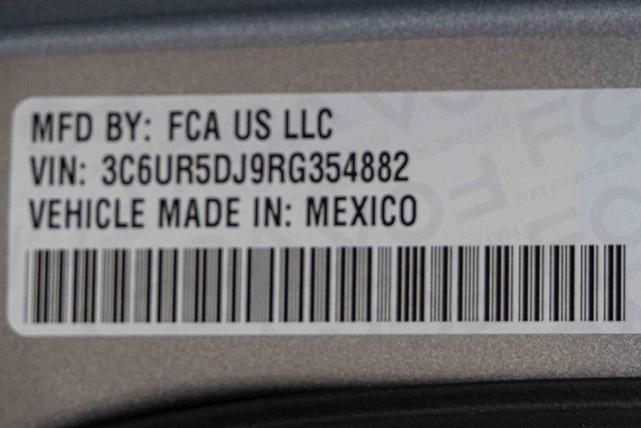 MFD BY: FCA US LLC
VIN: 3C6UR5DJ9RG354882
VEHICLE MADE IN: MEXICO